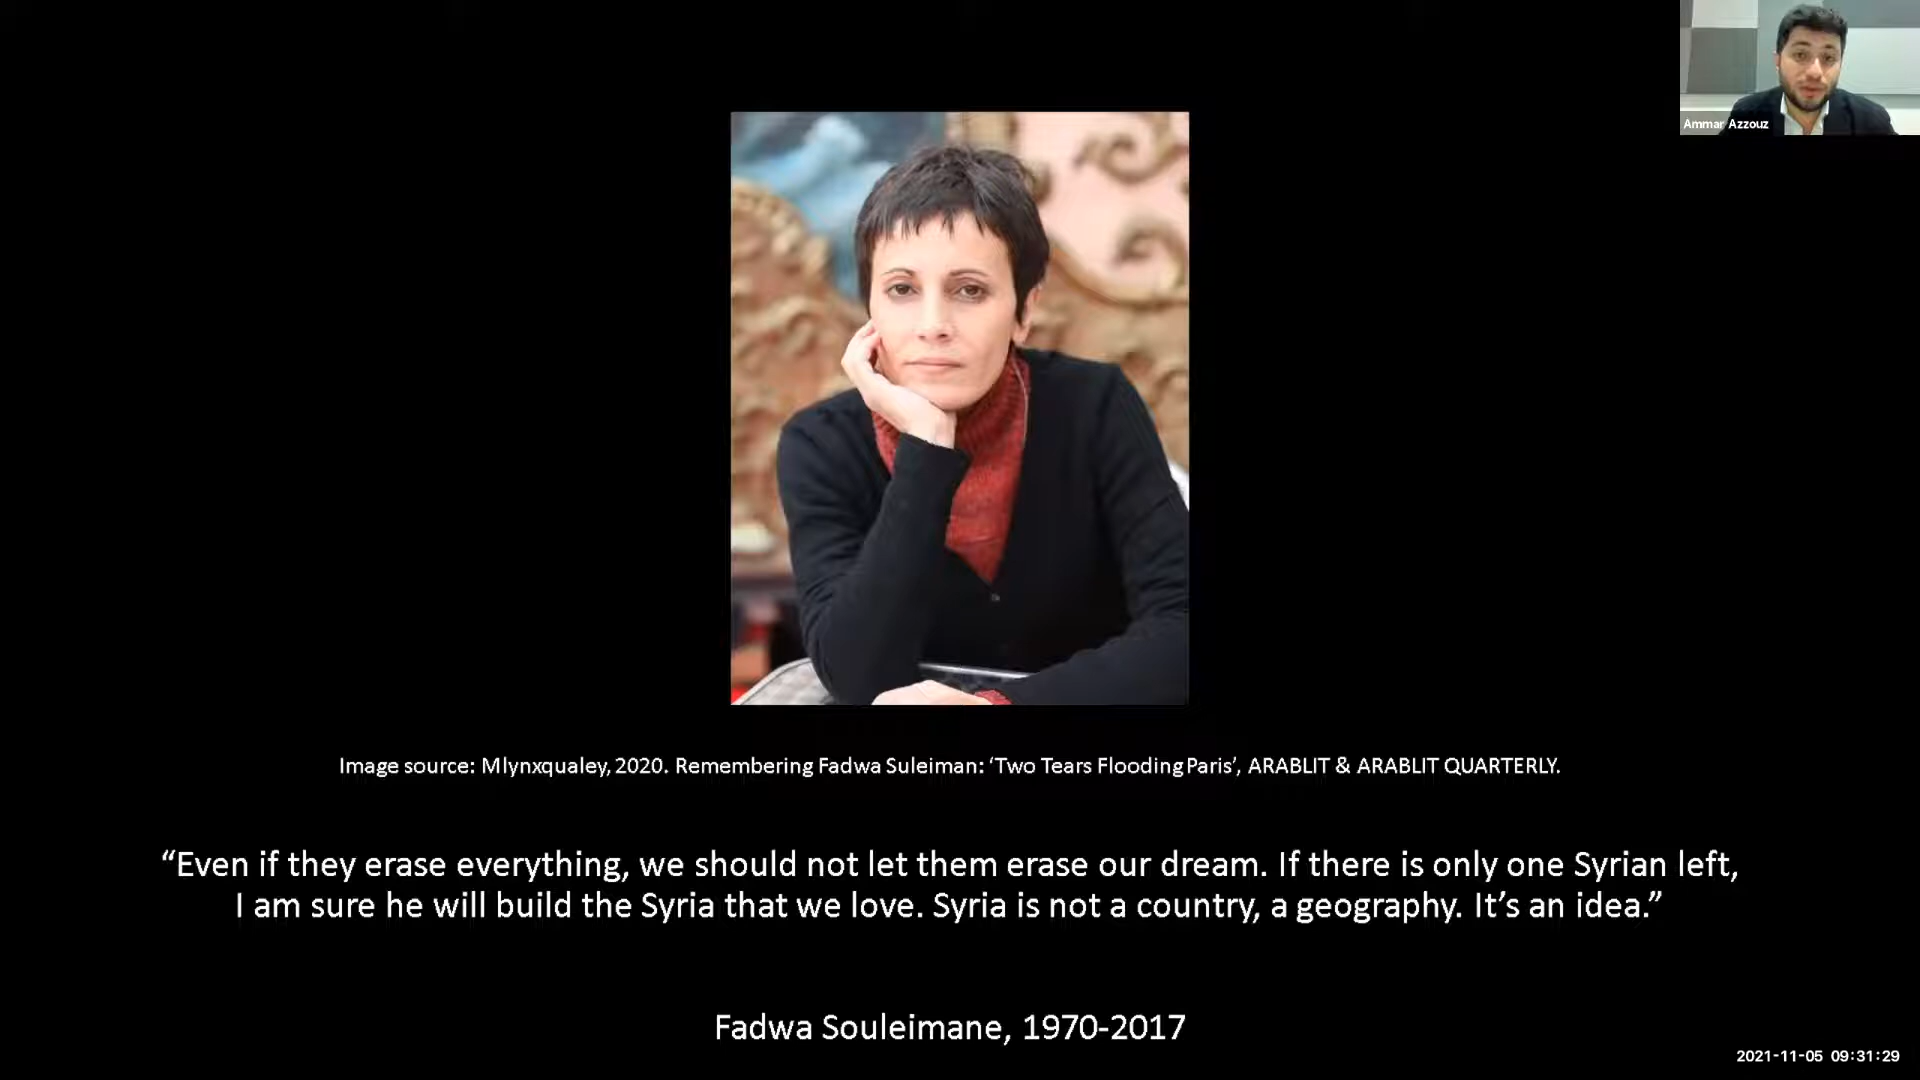 Ammar Azzouz
Image source: Mlynxqualey, 2020. Remembering Fadwa Suleiman: ‘Two Tears Flooding Paris’, ARABLIT & ARABLIT QUARTERLY.
“Even if they erase everything, we should not let them erase our dream. If there is only one Syrian left,
I am sure he will build the Syria that we love. Syria is not a country, a geography. It’s an idea.”
Fadwa Souleimane, 1970-2017
2021-11-05 09:31:29